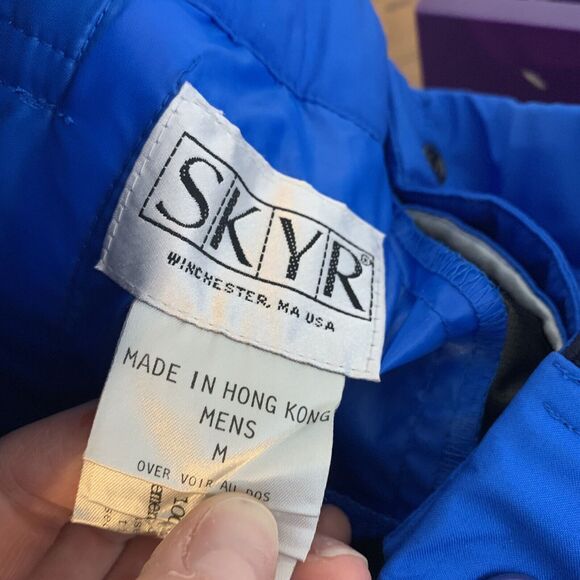 SKYR®
WINCHESTER, MA USA
MADE IN HONG KONG
MENS
M
OVER VOIR AU DOS